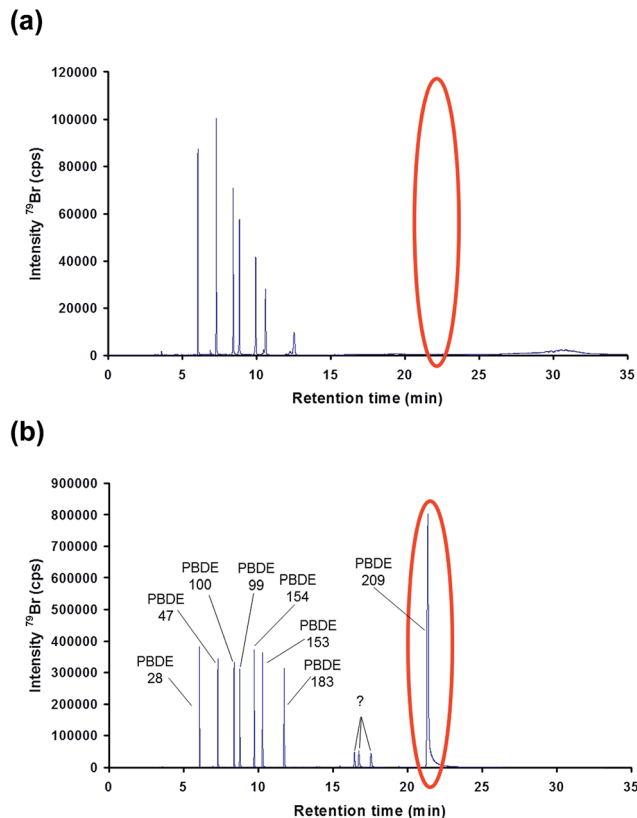 (a)
120000
100000
80000
60000
40000
20000
0
Intensity ⁷⁹Br (cps)
0 5 10 15 20 25 30 35
Retention time (min)
(b)
900000
800000
700000
600000
500000
400000
300000
200000
100000
0
Intensity ⁷⁹Br (cps)
PBDE
28
PBDE
47
PBDE
100
PBDE
99
PBDE
154
PBDE
153
PBDE
183
?
PBDE
209
0 5 10 15 20 25 30 35
Retention time (min)